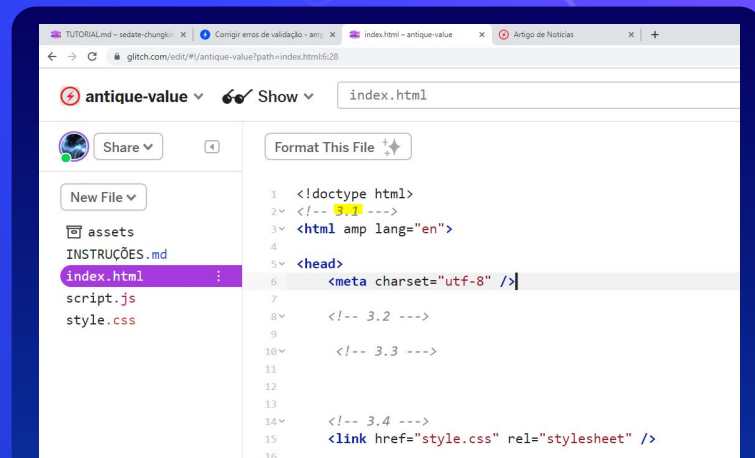 TUTORIAL.md – sedate-chungkin
Corrigir erros de validação - amp
index.html – antique-value
Artigo de Notícias
glitch.com/edit/#!/antique-value?path=index.html:6:28
antique-value
Show
index.html
Share
Format This File
New File
assets
INSTRUÇÕES.md
index.html
script.js
style.css
1 <!doctype html>
2 <!-- 3.1 --->
3 <html amp lang="en">
4
5 <head>
6 <meta charset="utf-8" />
7
8 <!-- 3.2 --->
9
10 <!-- 3.3 --->
11
12
13
14 <!-- 3.4 --->
15 <link href="style.css" rel="stylesheet" />
16